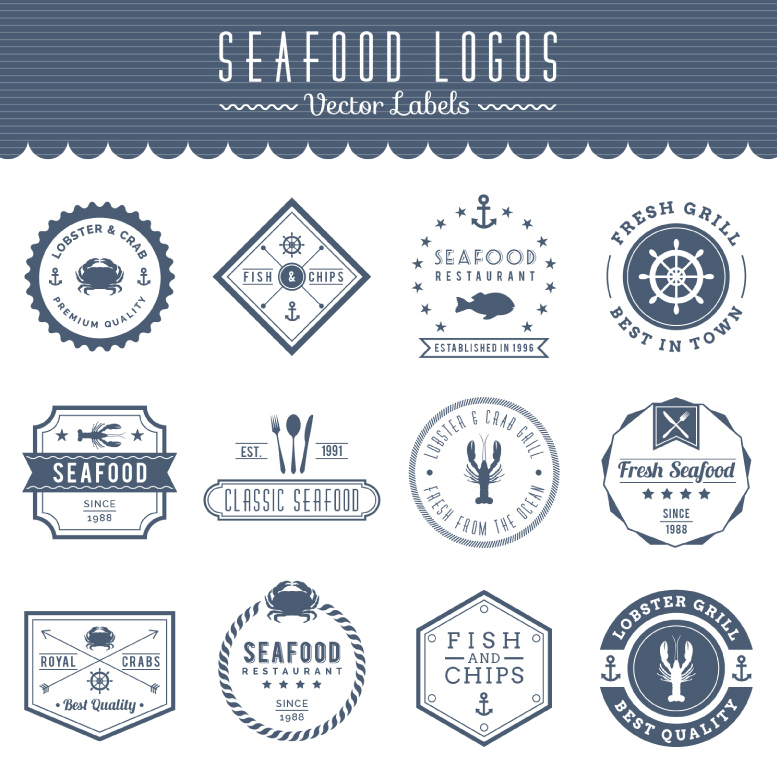 SEAFOOD LOGOS
Vector Labels
LOBSTER & CRAB
PREMIUM QUALITY
FISH & CHIPS
SEAFOOD
RESTAURANT
ESTABLISHED IN 1996
FRESH GRILL
BEST IN TOWN
SEAFOOD
SINCE
1988
EST. 1991
CLASSIC SEAFOOD
LOBSTER & CRAB GRILL
FRESH FROM THE OCEAN
Fresh Seafood
SINCE
1988
ROYAL CRABS
Best Quality
SEAFOOD
RESTAURANT
SINCE
1988
FISH
AND
CHIPS
LOBSTER GRILL
BEST QUALITY